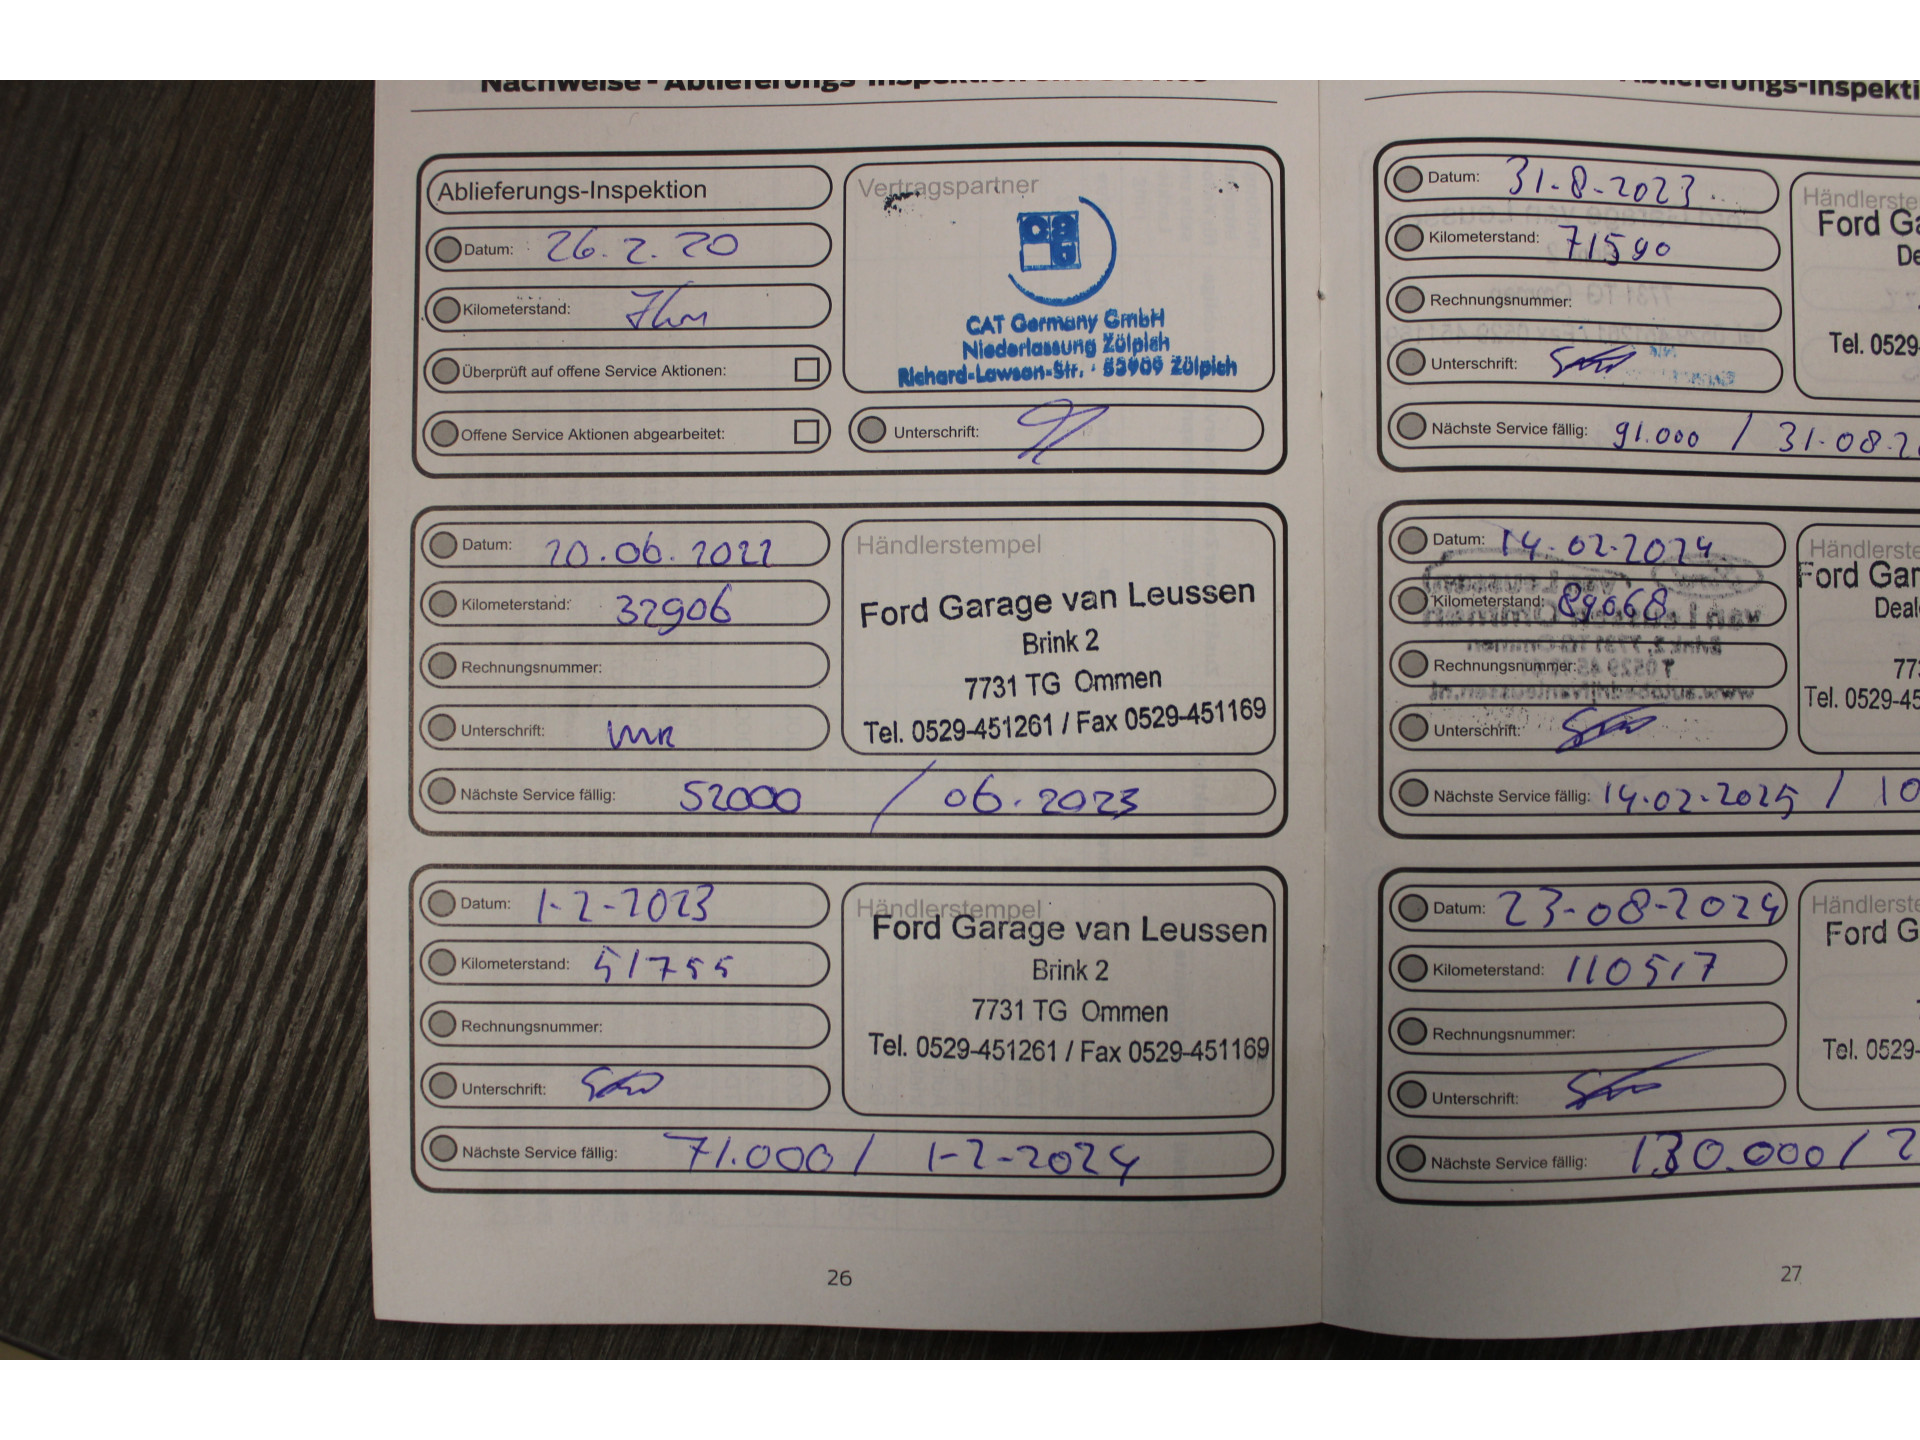 Nachweise - Ablieferungs-Inspektion und Service
Ablieferungs-Inspektion
Datum: 26.2.20
Kilometerstand: 7km
Überprüft auf offene Service Aktionen:
Offene Service Aktionen abgearbeitet:
Vertragspartner
CAT Germany GmbH
Niederlassung Zülpich
Richard-Lawson-Str. · 53909 Zülpich
Unterschrift:
Datum: 20.06.2022
Kilometerstand: 32906
Rechnungsnummer:
Unterschrift:
Händlerstempel
Ford Garage van Leussen
Brink 2
7731 TG Ommen
Tel. 0529-451261 / Fax 0529-451169
Nächste Service fällig: 52000 / 06.2023
Datum: 1-2-2023
Kilometerstand: 51755
Rechnungsnummer:
Unterschrift:
Händlerstempel
Ford Garage van Leussen
Brink 2
7731 TG Ommen
Tel. 0529-451261 / Fax 0529-451169
Nächste Service fällig: 71.000 / 1-2-2024
26
Ablieferungs-Inspekti
Datum: 31-8-2023
Kilometerstand: 71590
Rechnungsnummer:
Unterschrift:
Händlerste
Ford Ga
De
Tel. 0529-
Nächste Service fällig: 91.000 / 31-08-2
Datum: 14-02-2024
Kilometerstand: 89068
Rechnungsnummer:
Unterschrift:
Händlerste
Ford Gar
Deale
773
Tel. 0529-45
Nächste Service fällig: 14-02-2025 / 10
Datum: 23-08-2024
Kilometerstand: 110517
Rechnungsnummer:
Unterschrift:
Händlerste
Ford G
Tel. 0529-
Nächste Service fällig: 130.000 / 2
27